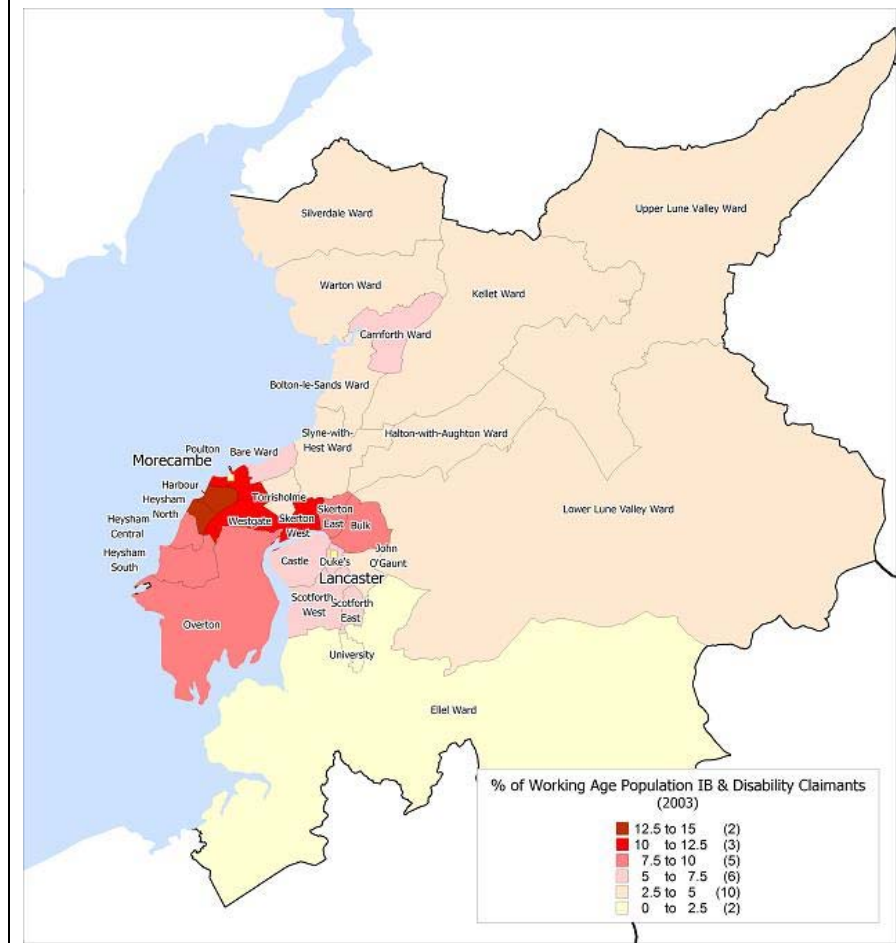 Silverdale Ward
Upper Lune Valley Ward
Warton Ward
Kellet Ward
Carnforth Ward
Bolton-le-Sands Ward
Slyne-with-
Hest Ward
Halton-with-Aughton Ward
Poulton
Bare Ward
Morecambe
Harbour
Torrisholme
Heysham
North
Westgate
Skerton
West
Skerton
East
Bulk
Lower Lune Valley Ward
Heysham
Central
Heysham
South
Castle
Duke's
John
O'Gaunt
Lancaster
Scotforth
West
Scotforth
East
Overton
University
Ellel Ward
% of Working Age Population IB & Disability Claimants
(2003)
12.5 to 15 (2)
10 to 12.5 (3)
7.5 to 10 (5)
5 to 7.5 (6)
2.5 to 5 (10)
0 to 2.5 (2)